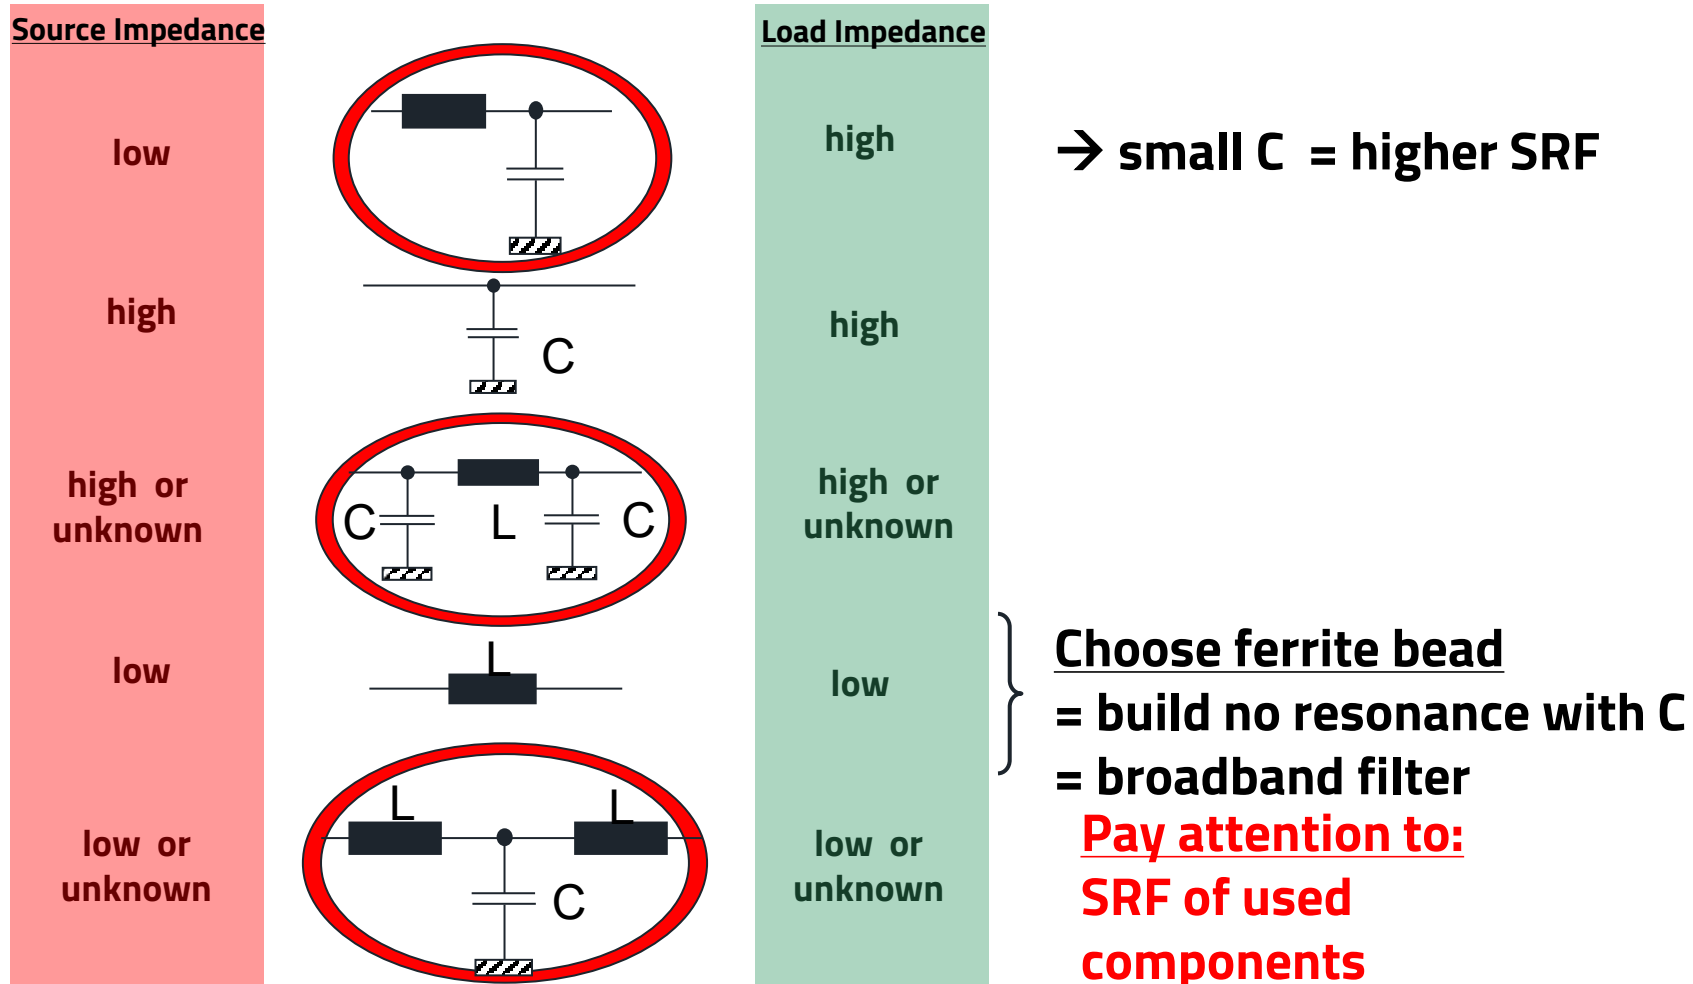 Source Impedance
Load Impedance
low
high
→ small C = higher SRF
high
C
high
high or
unknown
C
L
C
high or
unknown
low
L
low
Choose ferrite bead
= build no resonance with C
= broadband filter
low or
unknown
L
L
C
low or
unknown
Pay attention to:
SRF of used
components